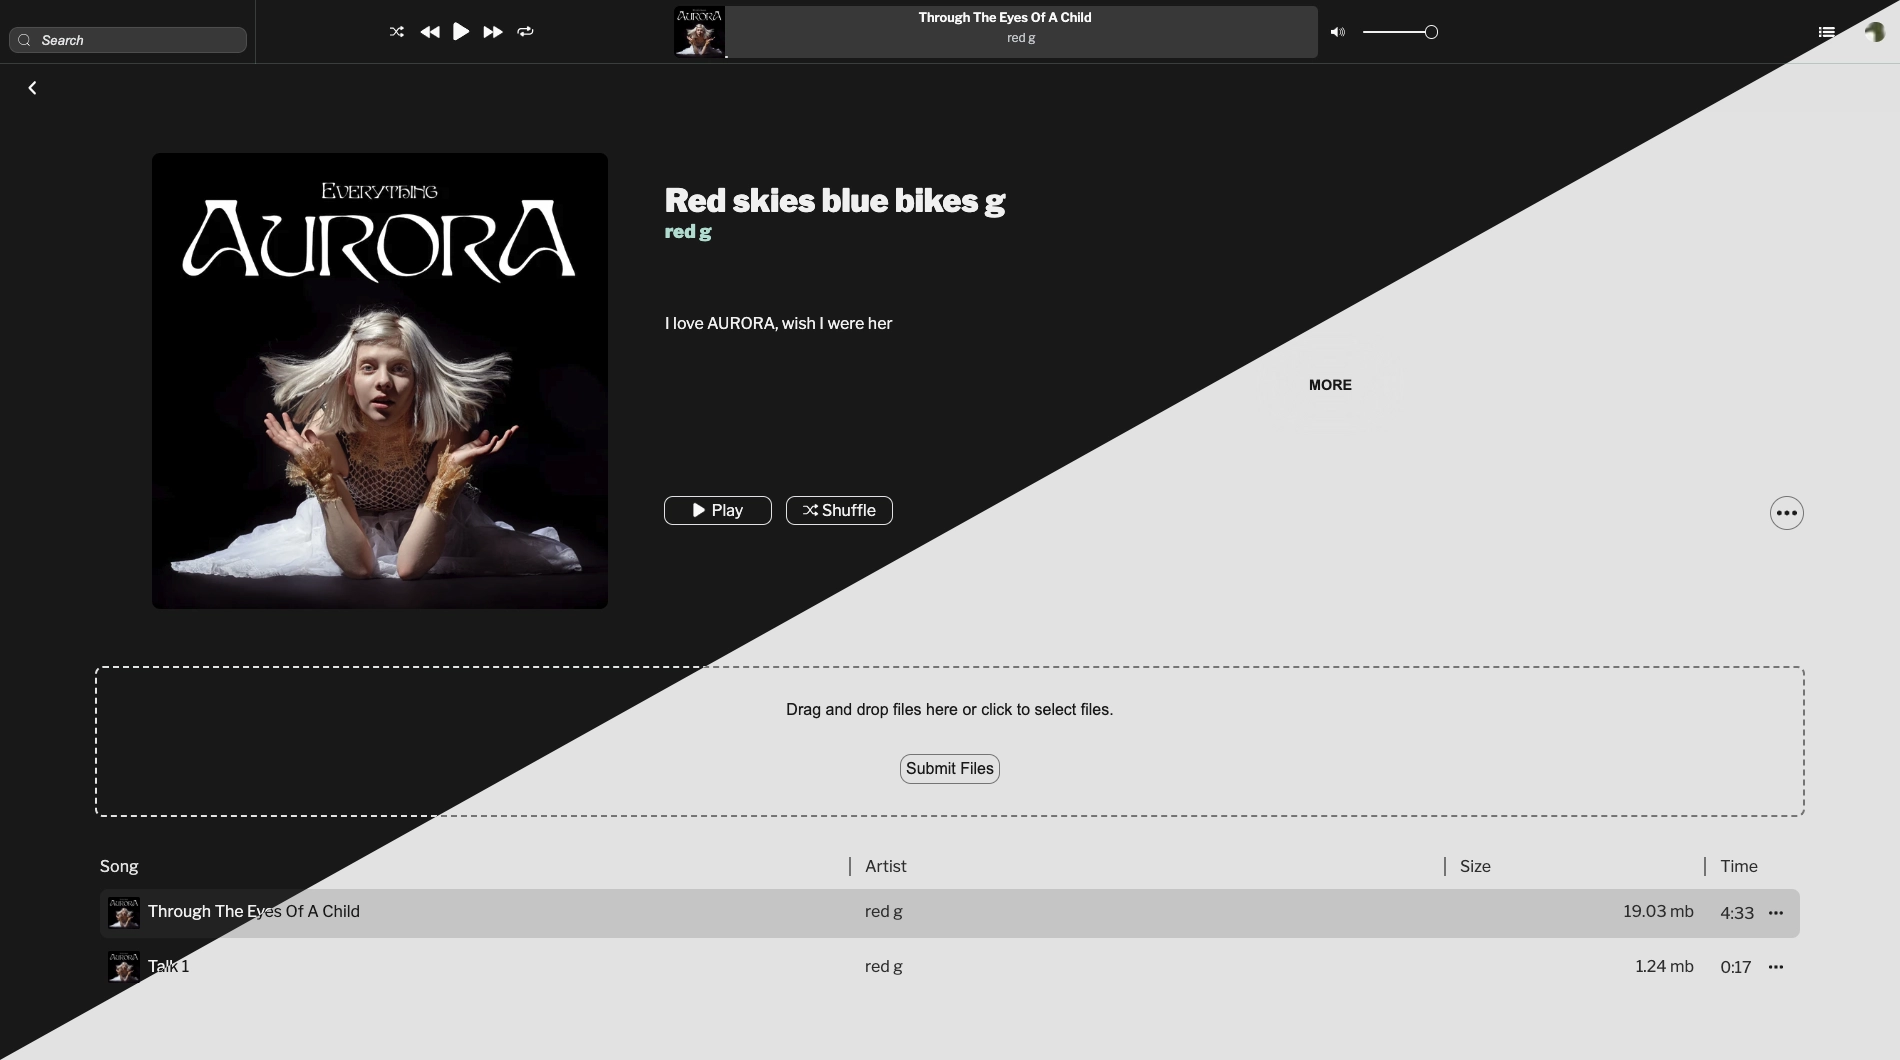 Search
AURORA
Through The Eyes Of A Child
red g
EVERYTHING
AURORA
Red skies blue bikes g
red g
I love AURORA, wish I were her
MORE
Play
Shuffle
Drag and drop files here or click to select files.
Submit Files
Song
Artist
Size
Time
AURORA
Through The Eyes Of A Child
red g
19.03 mb
4:33
AURORA
Talk 1
red g
1.24 mb
0:17